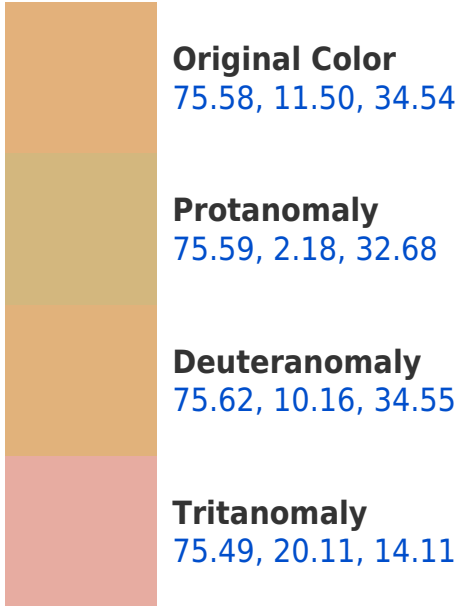 Original Color
75.58, 11.50, 34.54
Protanomaly
75.59, 2.18, 32.68
Deuteranomaly
75.62, 10.16, 34.55
Tritanomaly
75.49, 20.11, 14.11